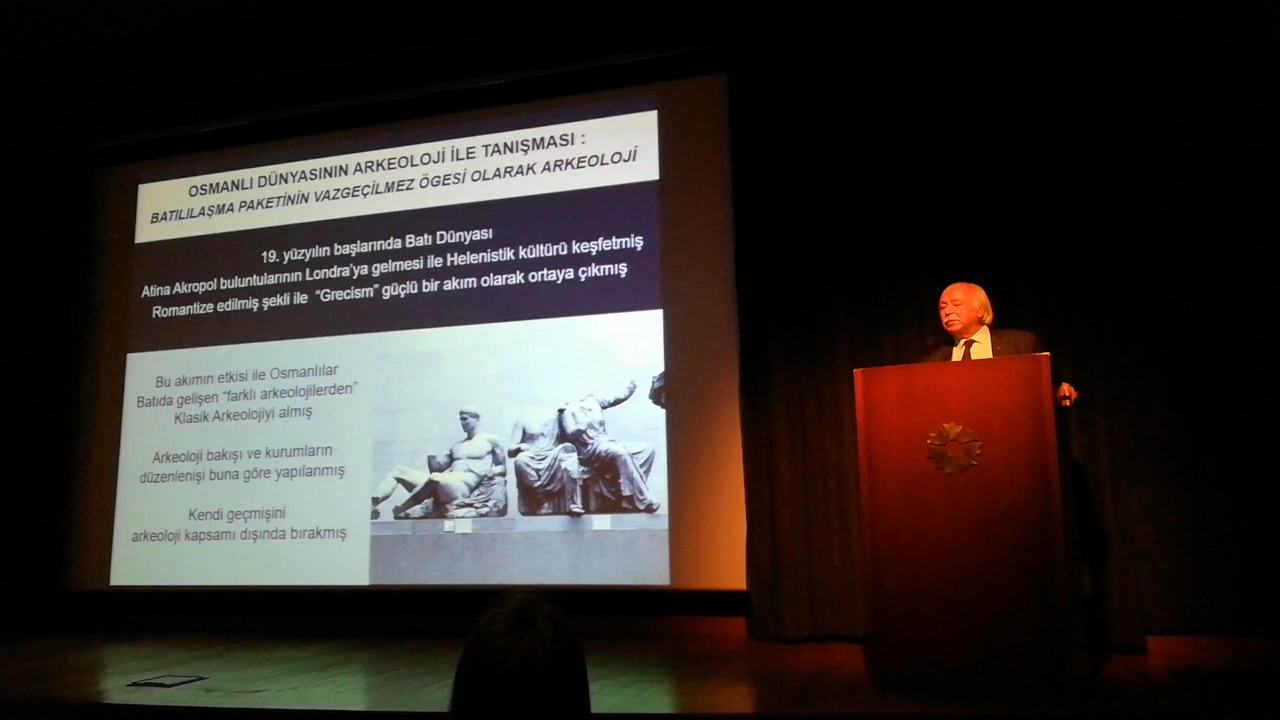 OSMANLI DÜNYASININ ARKEOLOJİ İLE TANIŞMASI :
BATILILAŞMA PAKETİNİN VAZGEÇİLMEZ ÖGESİ OLARAK ARKEOLOJİ
19. yüzyılın başlarında Batı Dünyası
Atina Akropol buluntularının Londra'ya gelmesi ile Helenistik kültürü keşfetmiş
Romantize edilmiş şekli ile "Grecism" güçlü bir akım olarak ortaya çıkmış
Bu akımın etkisi ile Osmanlılar
Batıda gelişen "farklı arkeolojilerden"
Klasik Arkeolojiyi almış
Arkeoloji bakışı ve kurumların
düzenlenişi buna göre yapılanmış
Kendi geçmişini
arkeoloji kapsamı dışında bırakmış